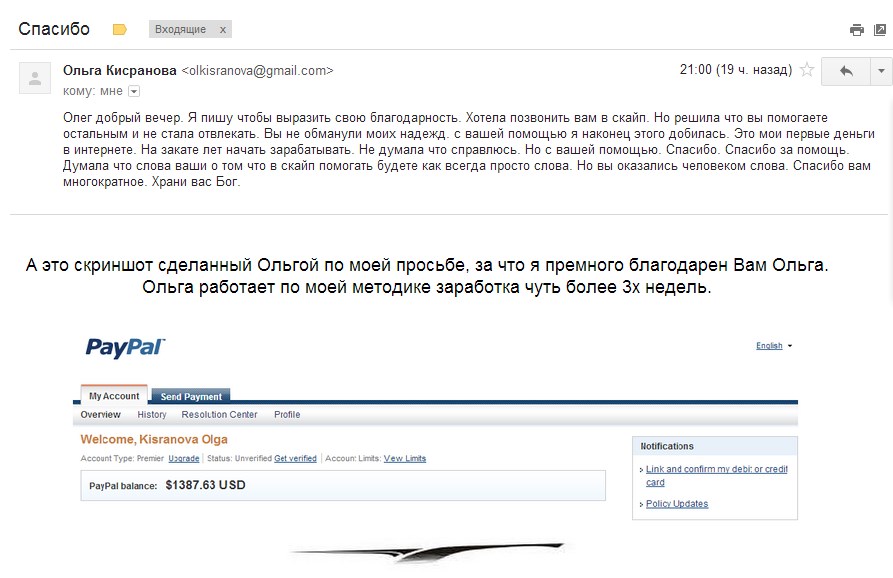 Спасибо
Входящие x
Ольга Кисранова <olkisranova@gmail.com>
21:00 (19 ч. назад)
кому: мне
Олег добрый вечер. Я пишу чтобы выразить свою благодарность. Хотела позвонить вам в скайп. Но решила что вы помогаете
остальным и не стала отвлекать. Вы не обманули моих надежд. с вашей помощью я наконец этого добилась. Это мои первые деньги
в интернете. На закате лет начать зарабатывать. Не думала что справлюсь. Но с вашей помощью. Спасибо. Спасибо за помощь.
Думала что слова ваши о том что в скайп помогать будете как всегда просто слова. Но вы оказались человеком слова. Спасибо вам
многократное. Храни вас Бог.
А это скриншот сделанный Ольгой по моей просьбе, за что я премного благодарен Вам Ольга.
Ольга работает по моей методике заработка чуть более 3х недель.
PayPal
English
My Account Send Payment
Overview History Resolution Center Profile
Welcome, Kisranova Olga
Account Type: Premier Upgrade | Status: Unverified Get verified | Account Limits: View Limits
PayPal balance: $1387.63 USD
Notifications
Link and confirm my debit or credit
card
Policy Updates